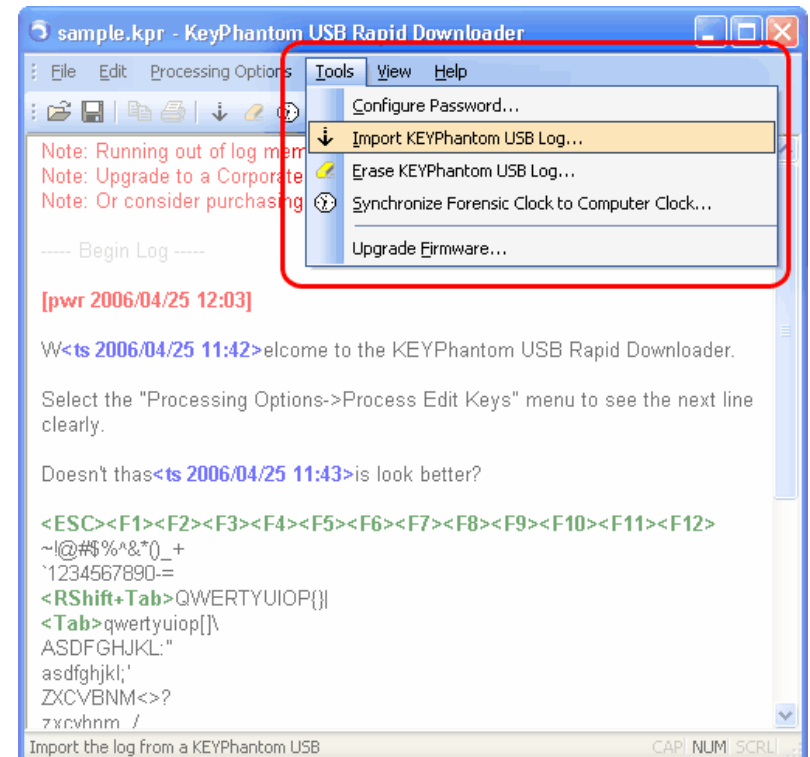 sample.kpr - KeyPhantom USB Rapid Downloader
File Edit Processing Options Tools View Help
Configure Password...
Import KEYPhantom USB Log...
Erase KEYPhantom USB Log...
Synchronize Forensic Clock to Computer Clock...
Upgrade Firmware...
Note: Running out of log mem
Note: Upgrade to a Corporate
Note: Or consider purchasing
----- Begin Log -----
[pwr 2006/04/25 12:03]
W<ts 2006/04/25 11:42>elcome to the KEYPhantom USB Rapid Downloader.
Select the "Processing Options->Process Edit Keys" menu to see the next line
clearly.
Doesn't thas<ts 2006/04/25 11:43>is look better?
<ESC><F1><F2><F3><F4><F5><F6><F7><F8><F9><F10><F11><F12>
~!@#$%^&*()_+
`1234567890-=
<RShift+Tab>QWERTYUIOP{}|
<Tab>qwertyuiop[]\
ASDFGHJKL:"
asdfghjkl;'
ZXCVBNM<>?
Import the log from a KEYPhantom USB
CAP NUM SCRL